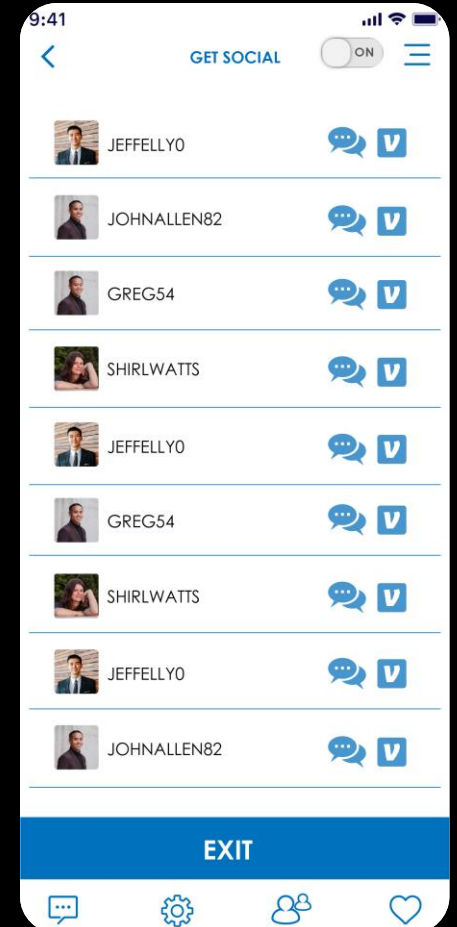 9:41
GET SOCIAL
ON
JEFFELLY0
JOHNALLEN82
GREG54
SHIRLWATTS
JEFFELLY0
GREG54
SHIRLWATTS
JEFFELLY0
JOHNALLEN82
EXIT